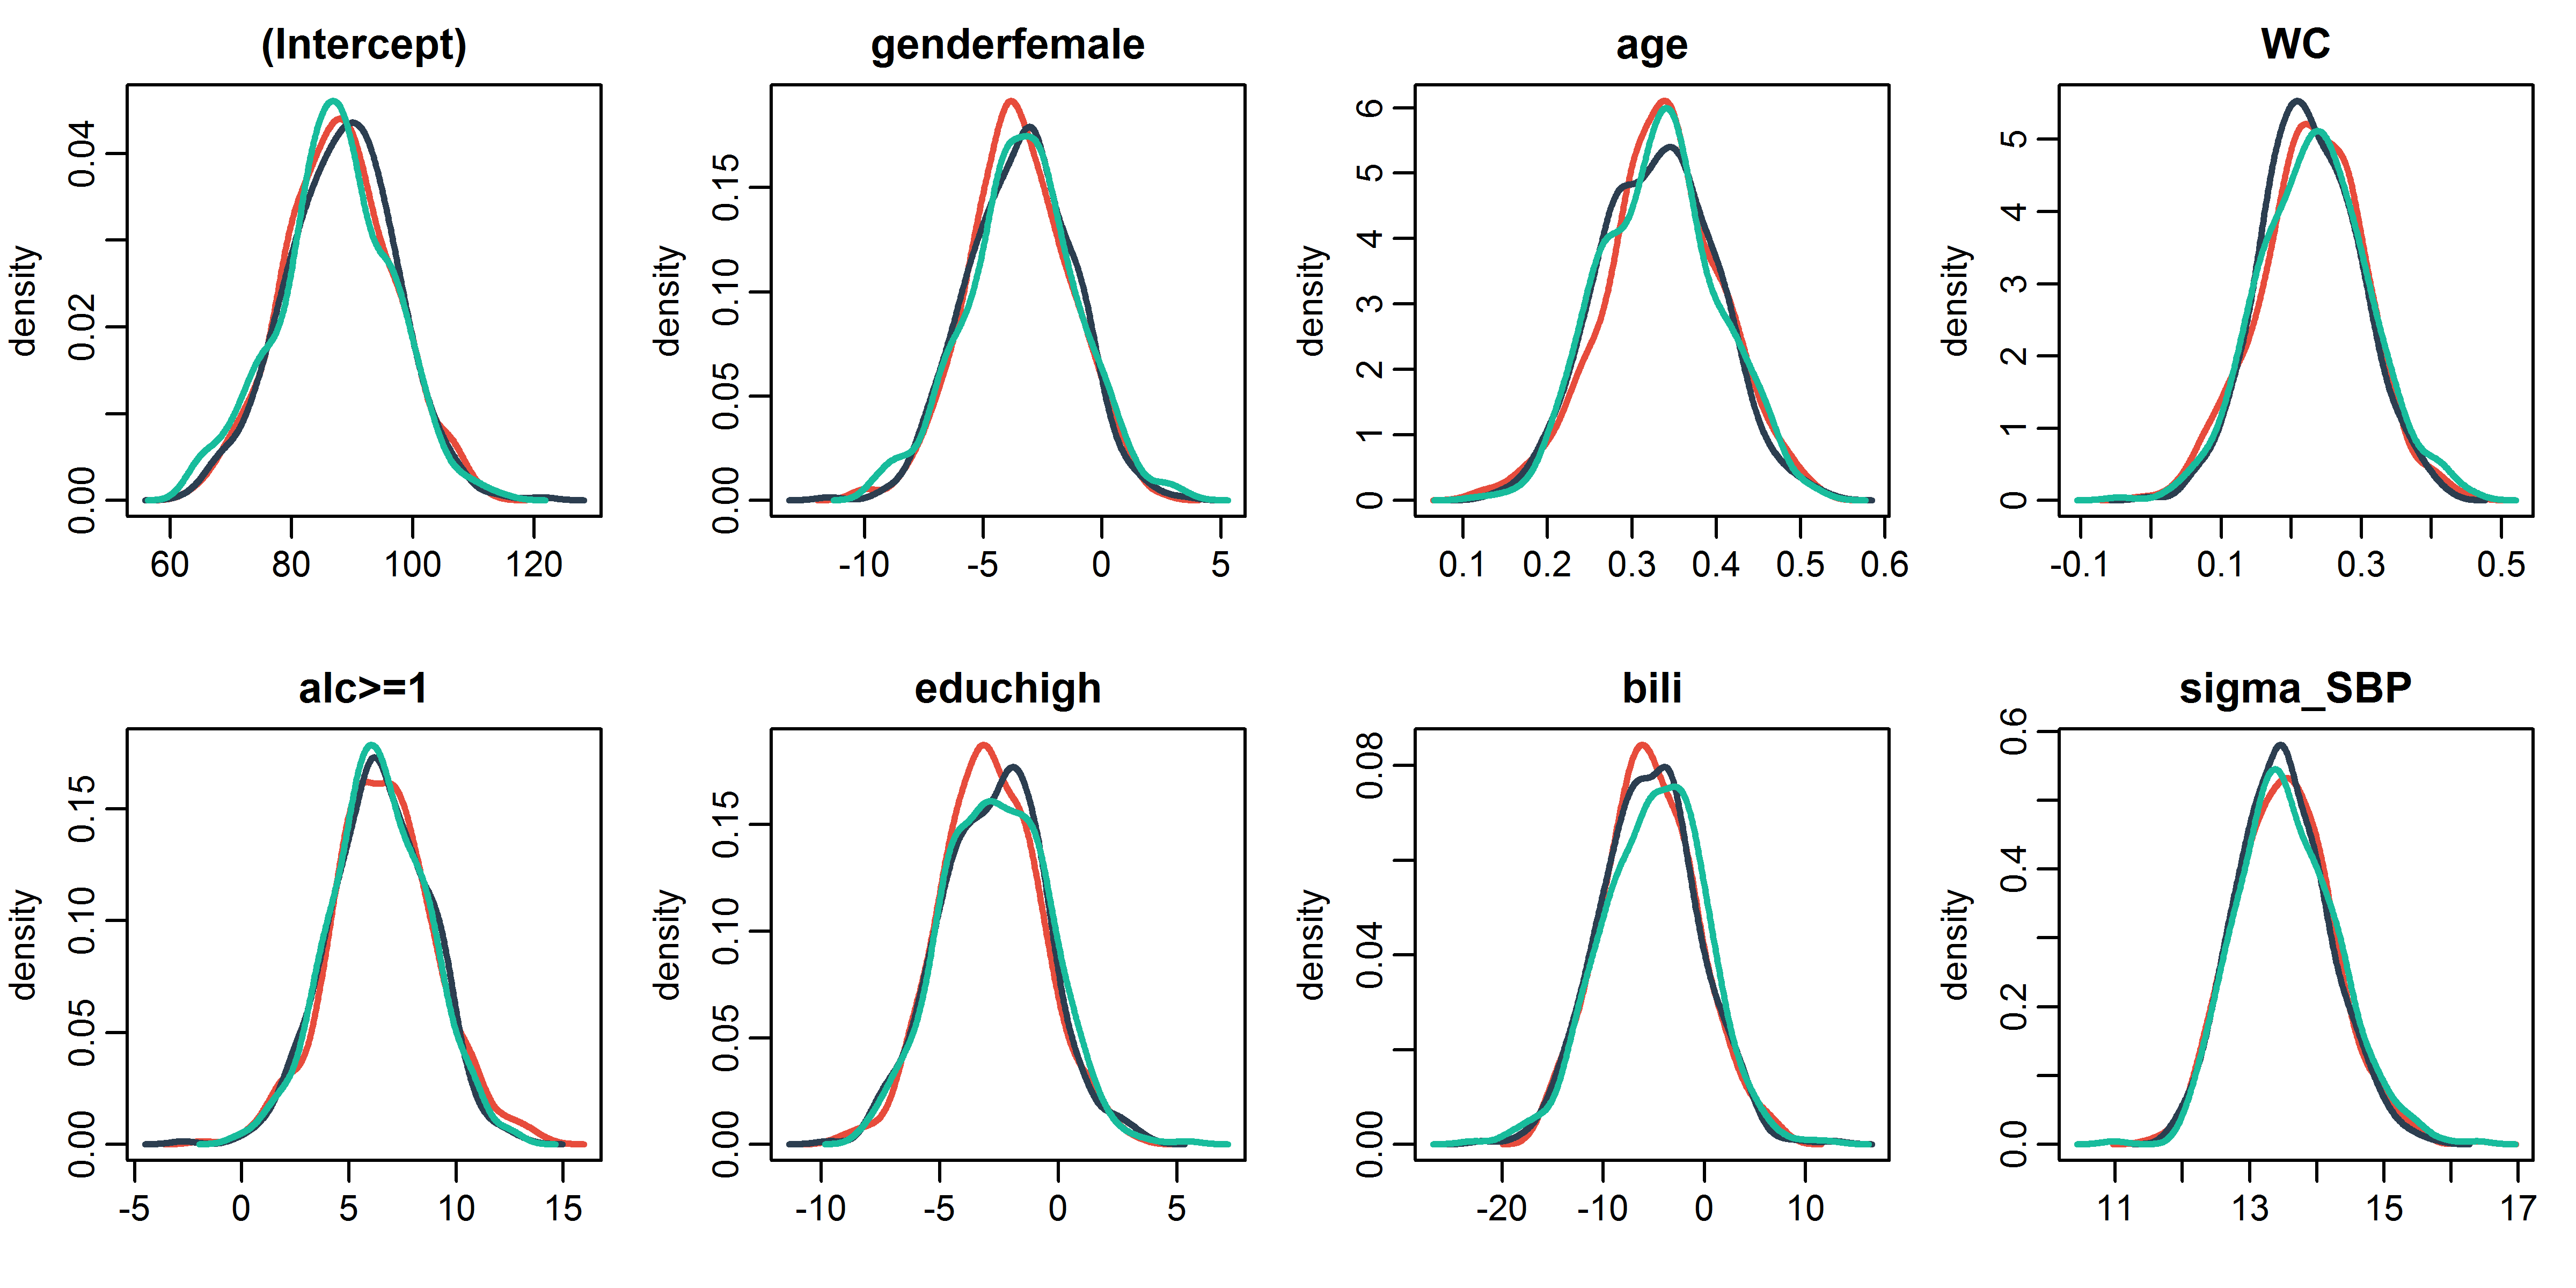 (Intercept)
density
0.00 0.02 0.04
60 80 100 120
genderfemale
density
0.00 0.05 0.10 0.15
-10 -5 0 5
age
density
0 1 2 3 4 5 6
0.1 0.2 0.3 0.4 0.5 0.6
WC
density
0 1 2 3 4 5
-0.1 0.1 0.3 0.5
alc>=1
density
0.00 0.05 0.10 0.15
-5 0 5 10 15
educhigh
density
0.00 0.05 0.10 0.15
-10 -5 0 5
bili
density
0.00 0.04 0.08
-20 -10 0 10
sigma_SBP
density
0.0 0.2 0.4 0.6
11 13 15 17